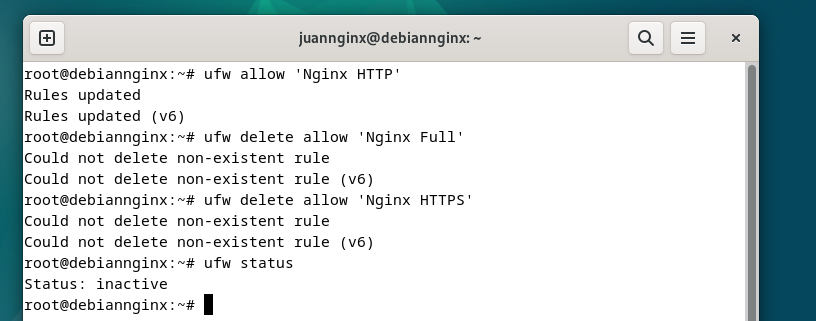 juannginx@debiannginx: ~
root@debiannginx:~# ufw allow 'Nginx HTTP'
Rules updated
Rules updated (v6)
root@debiannginx:~# ufw delete allow 'Nginx Full'
Could not delete non-existent rule
Could not delete non-existent rule (v6)
root@debiannginx:~# ufw delete allow 'Nginx HTTPS'
Could not delete non-existent rule
Could not delete non-existent rule (v6)
root@debiannginx:~# ufw status
Status: inactive
root@debiannginx:~#